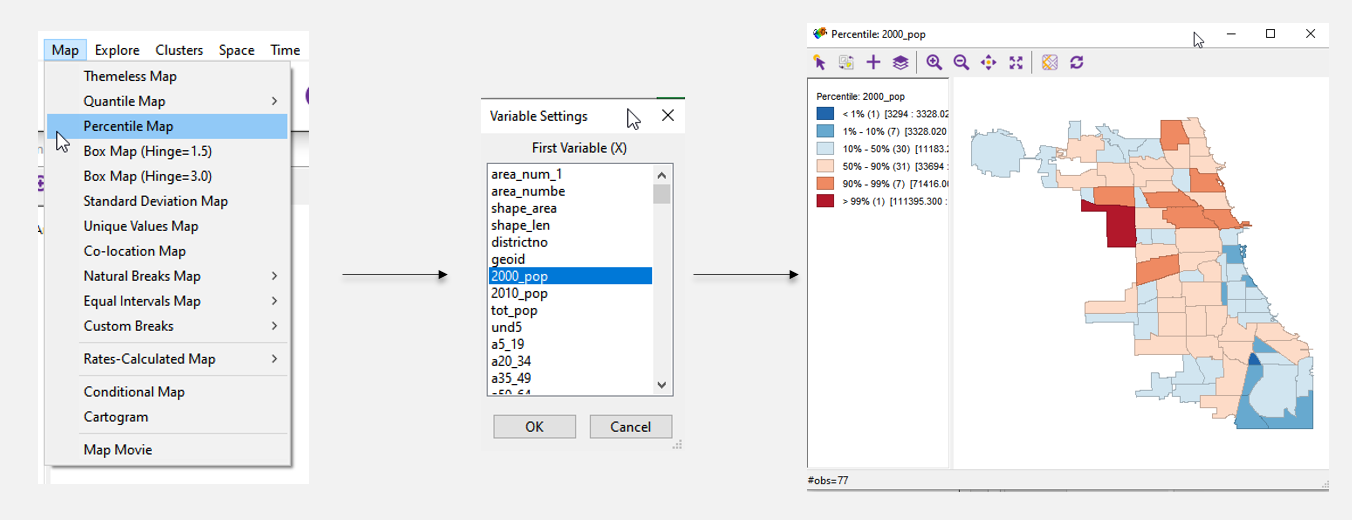 Map Explore Clusters Space Time
Themeless Map
Quantile Map
Percentile Map
Box Map (Hinge=1.5)
Box Map (Hinge=3.0)
Standard Deviation Map
Unique Values Map
Co-location Map
Natural Breaks Map
Equal Intervals Map
Custom Breaks
Rates-Calculated Map
Conditional Map
Cartogram
Map Movie
Variable Settings
First Variable (X)
area_num_1
area_numbe
shape_area
shape_len
districtno
geoid
2000_pop
2010_pop
tot_pop
und5
a5_19
a20_34
a35_49
OK Cancel
Percentile: 2000_pop
Percentile: 2000_pop
< 1% (1) [3294 : 3328.02
1% - 10% (7) [3328.020
10% - 50% (30) [11183.
50% - 90% (31) [33694
90% - 99% (7) [71416.0
> 99% (1) [111395.300 :
#obs=77